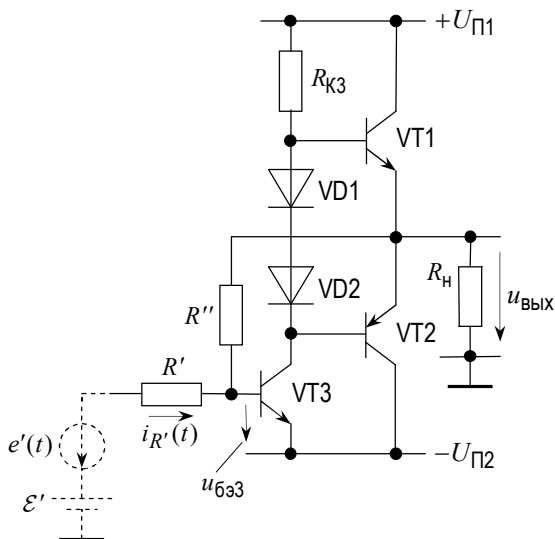 +U_П1
R_К3
VT1
VD1
VD2
R_н
u_вых
R''
VT2
R'
VT3
i_R'(t)
e'(t)
u_бэ3
−U_П2
ℰ'